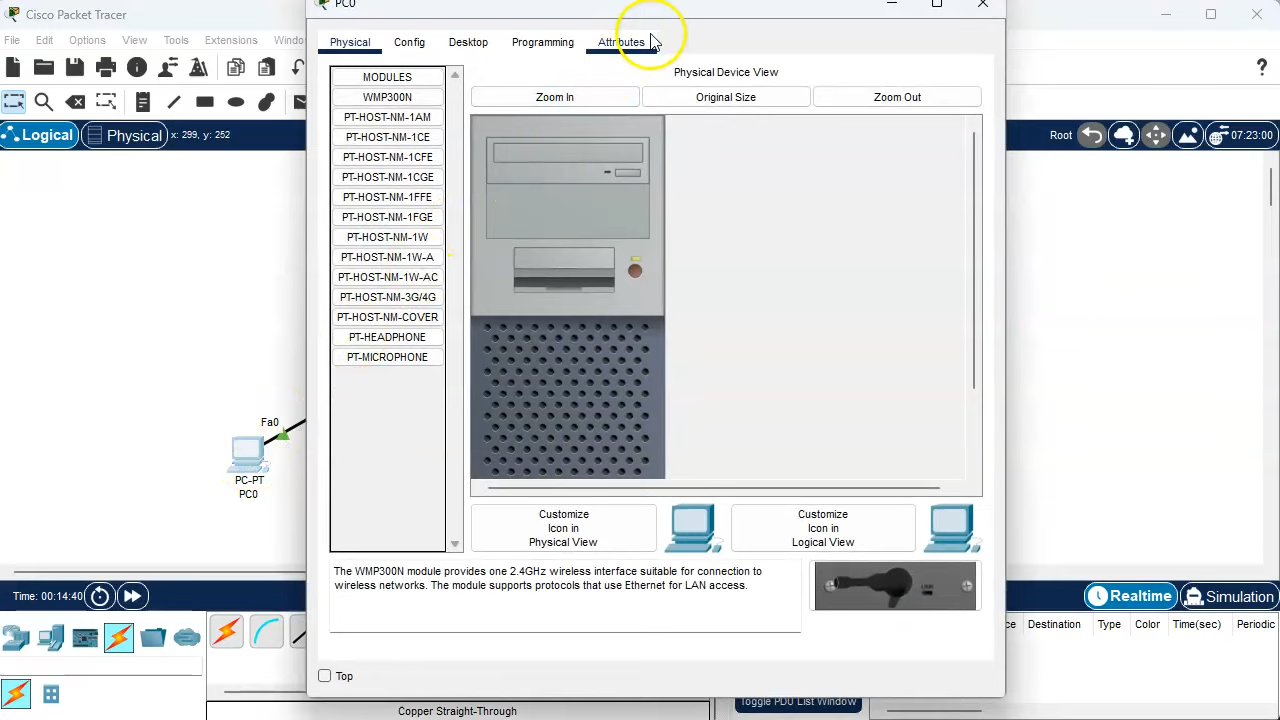 Cisco Packet Tracer
PC0
File Edit Options View Tools Extensions Windo
Physical Config Desktop Programming Attributes
MODULES
WMP300N
PT-HOST-NM-1AM
PT-HOST-NM-1CE
PT-HOST-NM-1CFE
PT-HOST-NM-1CGE
PT-HOST-NM-1FFE
PT-HOST-NM-1FGE
PT-HOST-NM-1W
PT-HOST-NM-1W-A
PT-HOST-NM-1W-AC
PT-HOST-NM-3G/4G
PT-HOST-NM-COVER
PT-HEADPHONE
PT-MICROPHONE
Physical Device View
Zoom In Original Size Zoom Out
Logical Physical x: 299, y: 252
Root 07:23:00
Fa0
PC-PT
PC0
Customize
Icon in
Physical View
Customize
Icon in
Logical View
The WMP300N module provides one 2.4GHz wireless interface suitable for connection to
wireless networks. The module supports protocols that use Ethernet for LAN access.
Top
Time: 00:14:40
Realtime Simulation
ce Destination Type Color Time(sec) Periodic
Toggle PDU List Window
Copper Straight-Through